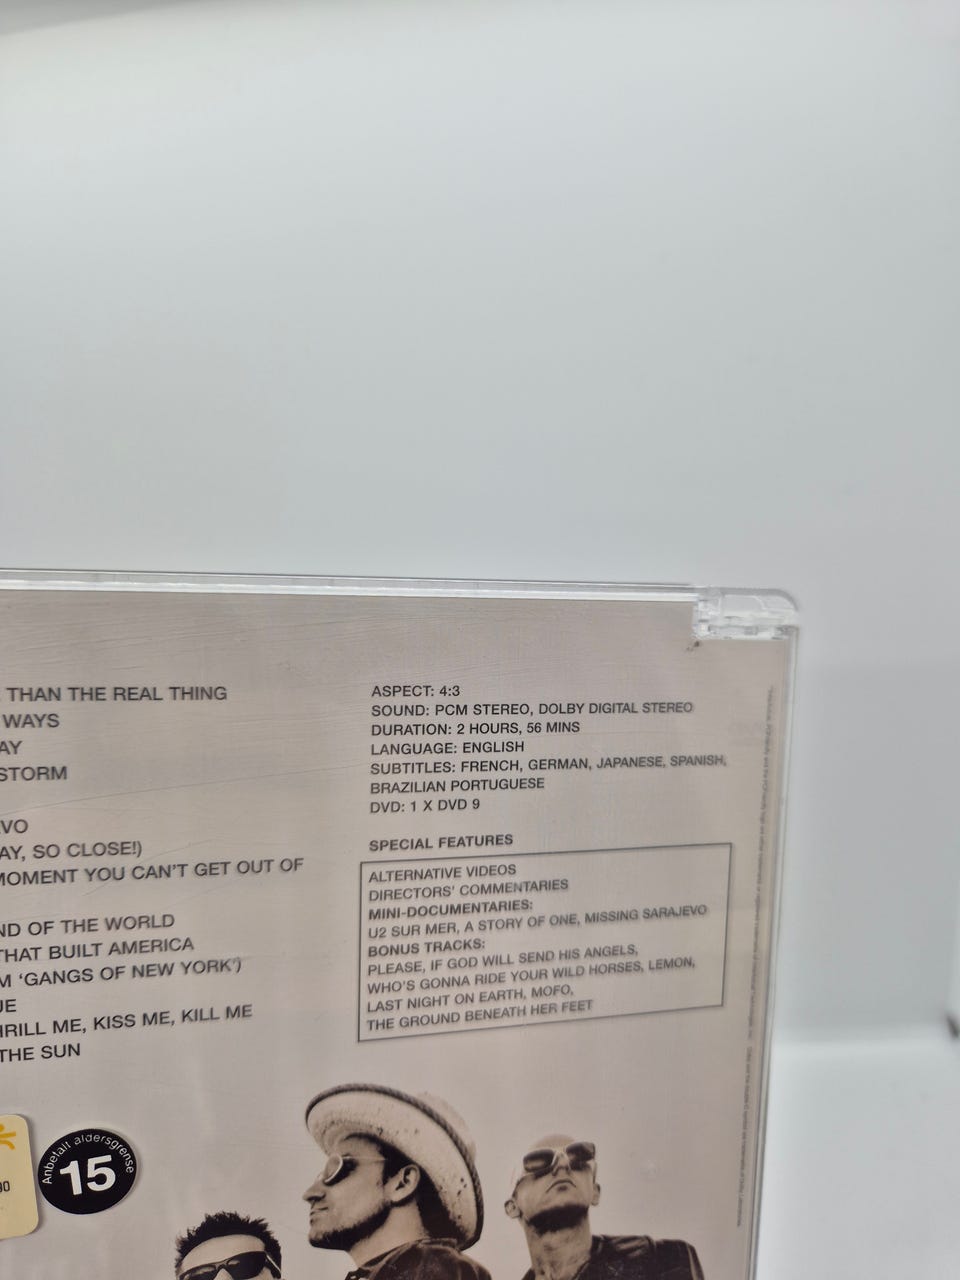 THAN THE REAL THING
WAYS
AY
STORM
VO
AY, SO CLOSE!)
MOMENT YOU CAN'T GET OUT OF
ND OF THE WORLD
THAT BUILT AMERICA
M 'GANGS OF NEW YORK')
UE
HRILL ME, KISS ME, KILL ME
THE SUN
ASPECT: 4:3
SOUND: PCM STEREO, DOLBY DIGITAL STEREO
DURATION: 2 HOURS, 56 MINS
LANGUAGE: ENGLISH
SUBTITLES: FRENCH, GERMAN, JAPANESE, SPANISH,
BRAZILIAN PORTUGUESE
DVD: 1 X DVD 9
SPECIAL FEATURES
ALTERNATIVE VIDEOS
DIRECTORS' COMMENTARIES
MINI-DOCUMENTARIES:
U2 SUR MER, A STORY OF ONE, MISSING SARAJEVO
BONUS TRACKS:
PLEASE, IF GOD WILL SEND HIS ANGELS,
WHO'S GONNA RIDE YOUR WILD HORSES, LEMON,
LAST NIGHT ON EARTH, MOFO,
THE GROUND BENEATH HER FEET
Anbefalt aldersgrense
15